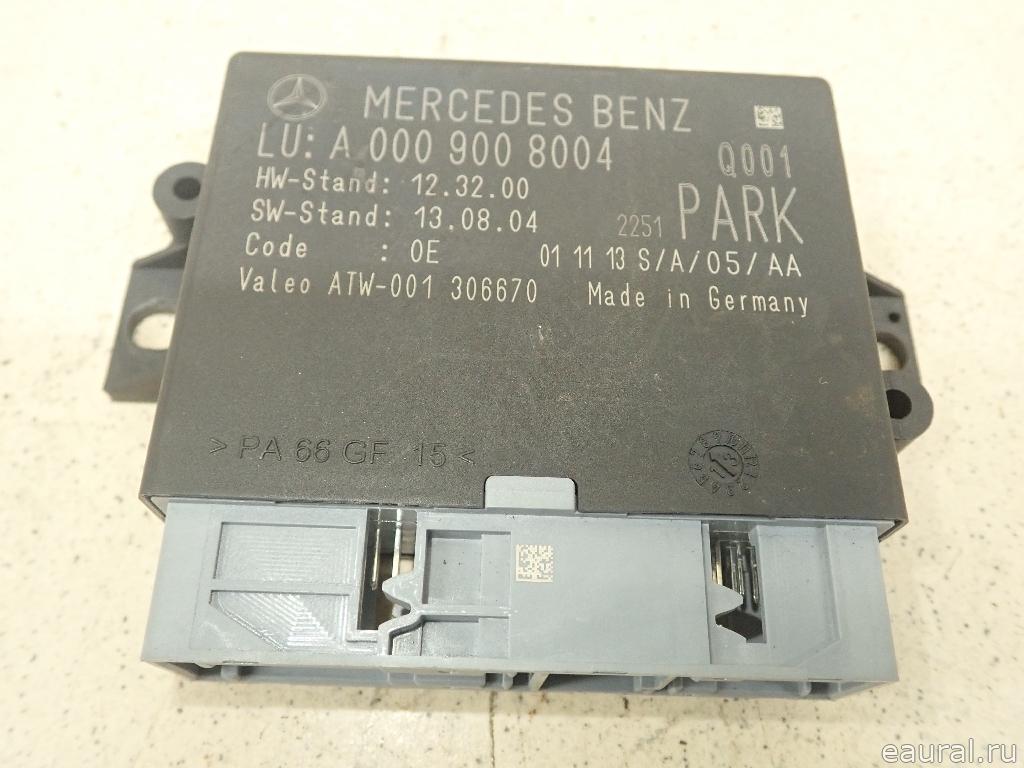 MERCEDES BENZ
LU: A 000 900 8004 Q001
HW-Stand: 12.32.00
SW-Stand: 13.08.04 2251 PARK
Code : 0E 01 11 13 S/A/05/AA
Valeo ATW-001 306670 Made in Germany
> PA 66 GF 15 <
13
eaural.ru